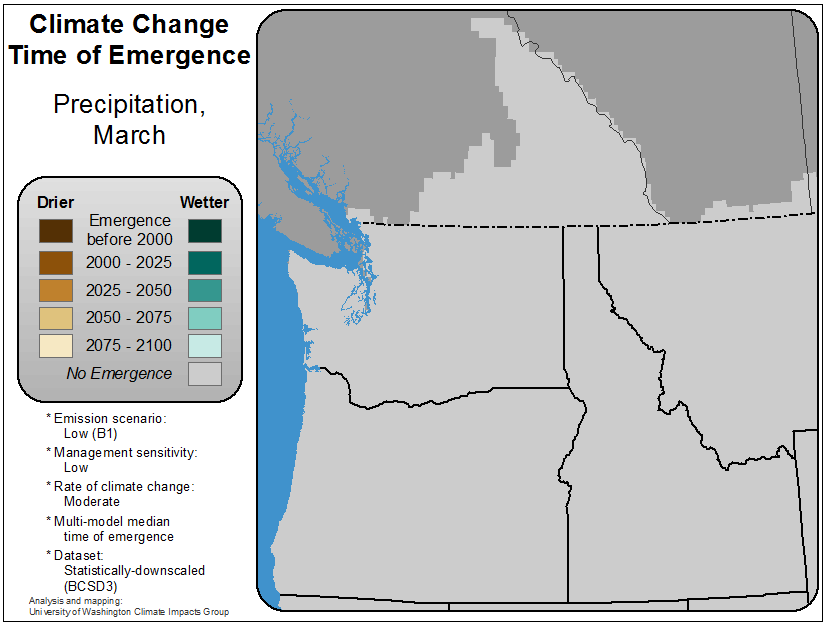 Climate Change
Time of Emergence
Precipitation,
March
Drier
Wetter
Emergence
before 2000
2000 - 2025
2025 - 2050
2050 - 2075
2075 - 2100
No Emergence
* Emission scenario:
Low (B1)
* Management sensitivity:
Low
* Rate of climate change:
Moderate
* Multi-model median
time of emergence
* Dataset:
Statistically-downscaled
(BCSD3)
Analysis and mapping:
University of Washington Climate Impacts Group